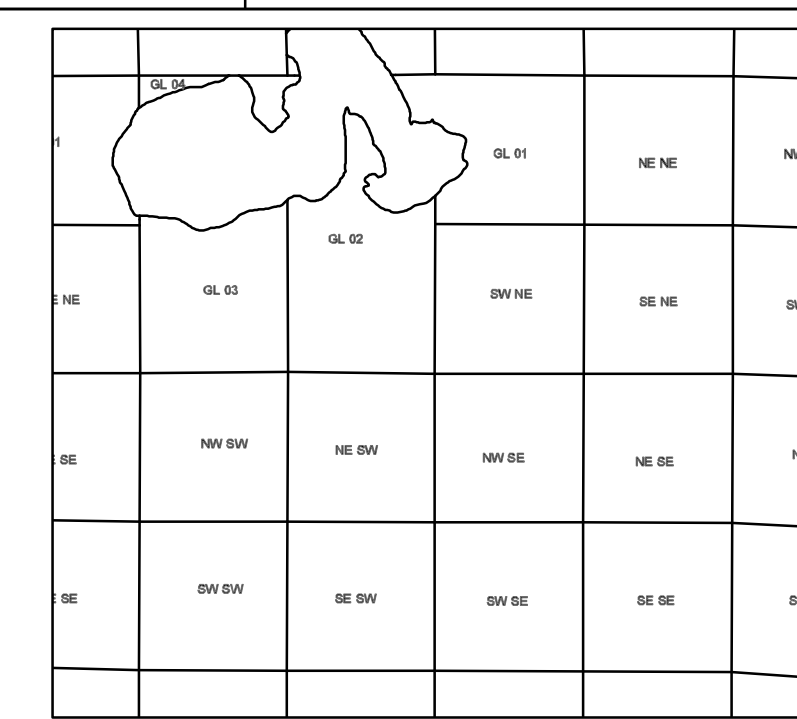 GL 04
1
GL 01
NE NE
GL 02
E NE
GL 03
SW NE
SE NE
NW SW
NE SW
NW SE
NE SE
SE
SW SW
SE SW
SW SE
SE SE
SE